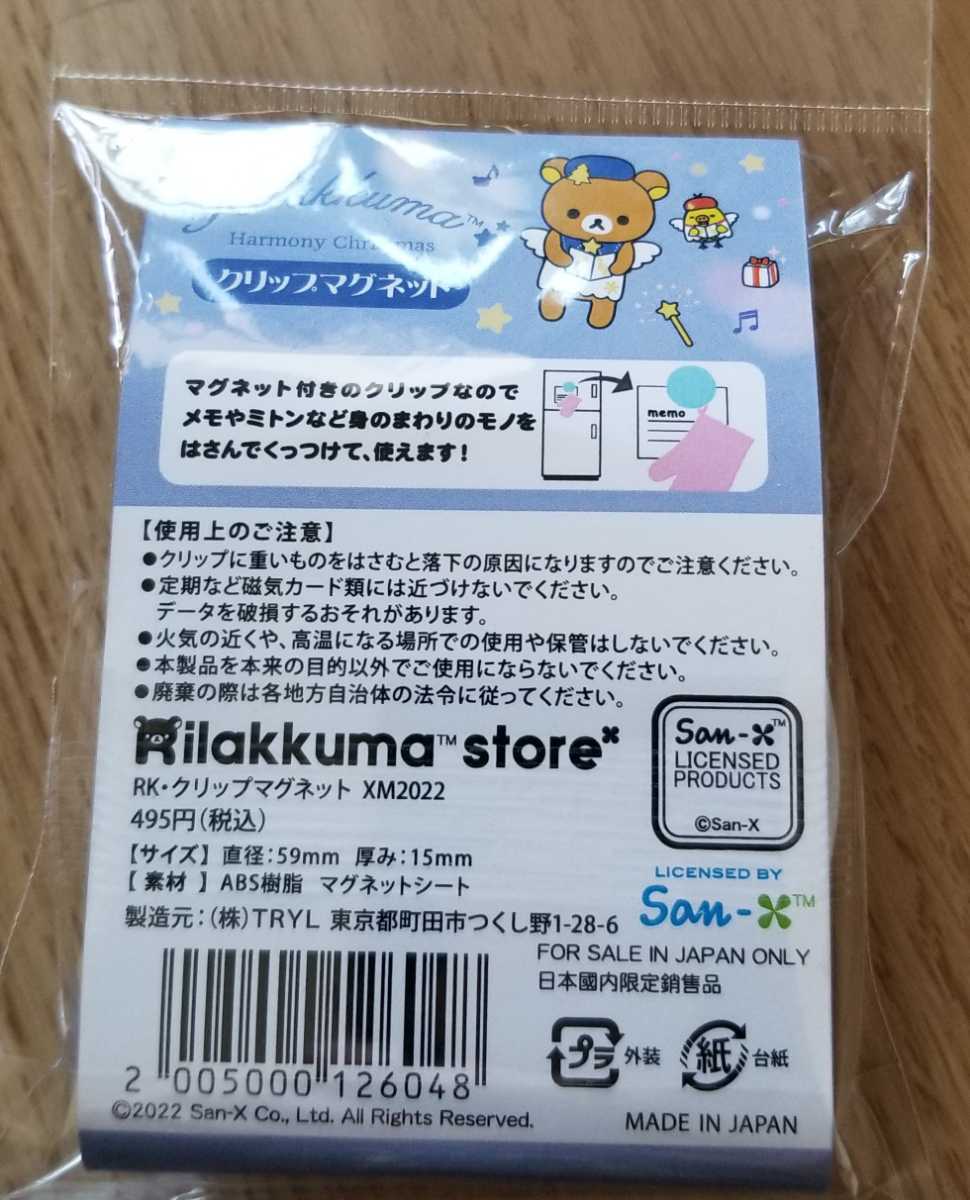 Harmony Christmas
クリップマグネット
マグネット付きのクリップなので
メモやミトンなど身のまわりのモノを
はさんでくっつけて、使えます!
memo
【使用上のご注意】
●クリップに重いものをはさむと落下の原因になりますのでご注意ください。
●定期など磁気カード類には近づけないでください。
データを破損するおそれがあります。
●火気の近くや、高温になる場所での使用や保管はしないでください。
●本製品を本来の目的以外でご使用にならないでください。
●廃棄の際は各地方自治体の法令に従ってください。
Rilakkuma™ store
RK・クリップマグネット XM2022
495円(税込)
【サイズ】直径:59mm 厚み:15mm
【 素材 】ABS樹脂 マグネットシート
製造元:(株)TRYL 東京都町田市つくし野1-28-6
San-X™
LICENSED
PRODUCTS
©San-X
LICENSED BY
San-X™
FOR SALE IN JAPAN ONLY
日本國内限定銷售品
プラ 外装
紙 台紙
2 005000 126048
©2022 San-X Co., Ltd. All Rights Reserved.
MADE IN JAPAN